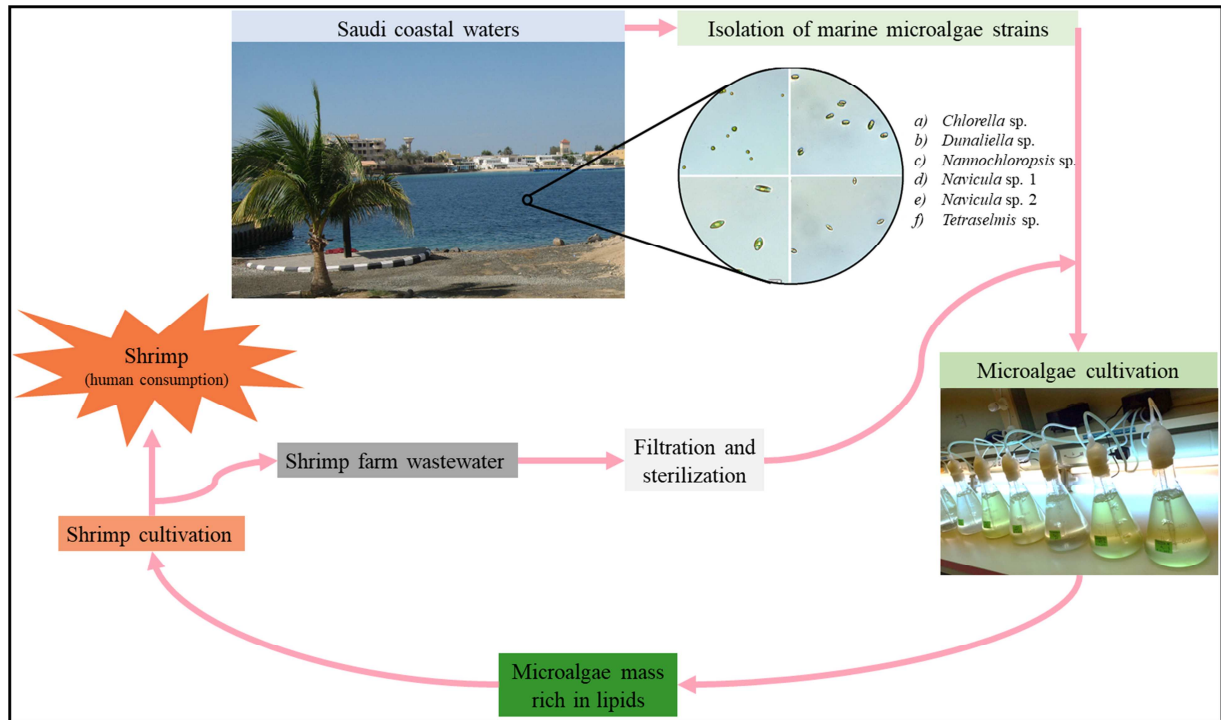 Saudi coastal waters
Isolation of marine microalgae strains
a) Chlorella sp.
b) Dunaliella sp.
c) Nannochloropsis sp.
d) Navicula sp. 1
e) Navicula sp. 2
f) Tetraselmis sp.
Shrimp
(human consumption)
Microalgae cultivation
Shrimp farm wastewater
Filtration and
sterilization
Shrimp cultivation
Microalgae mass
rich in lipids